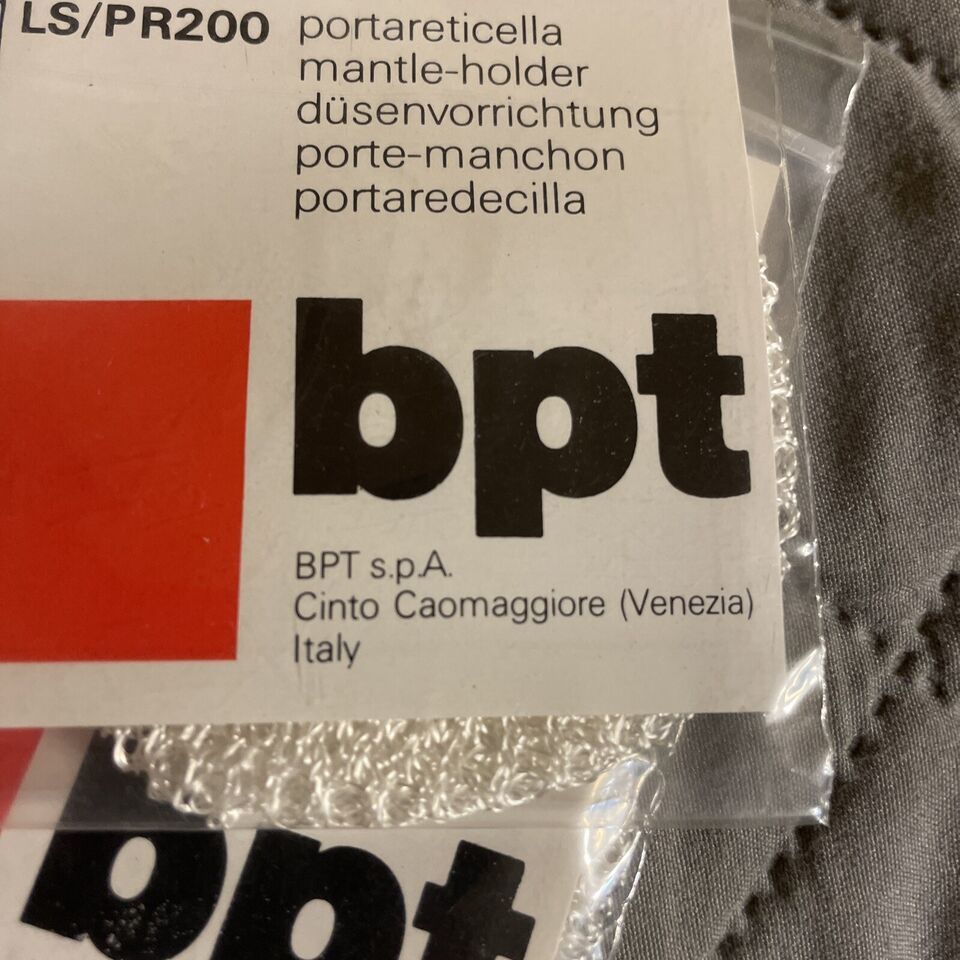 LS/PR200 portareticella
mantle-holder
düsenvorrichtung
porte-manchon
portaredecilla
bpt
BPT s.p.A.
Cinto Caomaggiore (Venezia)
Italy
bpt